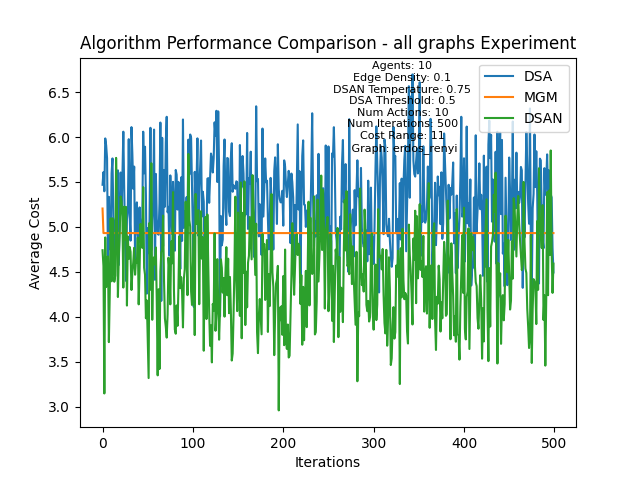 Algorithm Performance Comparison - all graphs Experiment
Agents: 10
Edge Density: 0.1
DSAN Temperature: 0.75
DSA Threshold: 0.5
Num Actions: 10
Num Iterations: 500
Cost Range: 11
Graph: erdos_renyi
DSA
MGM
DSAN
Average Cost
6.5
6.0
5.5
5.0
4.5
4.0
3.5
3.0
0 100 200 300 400 500
Iterations